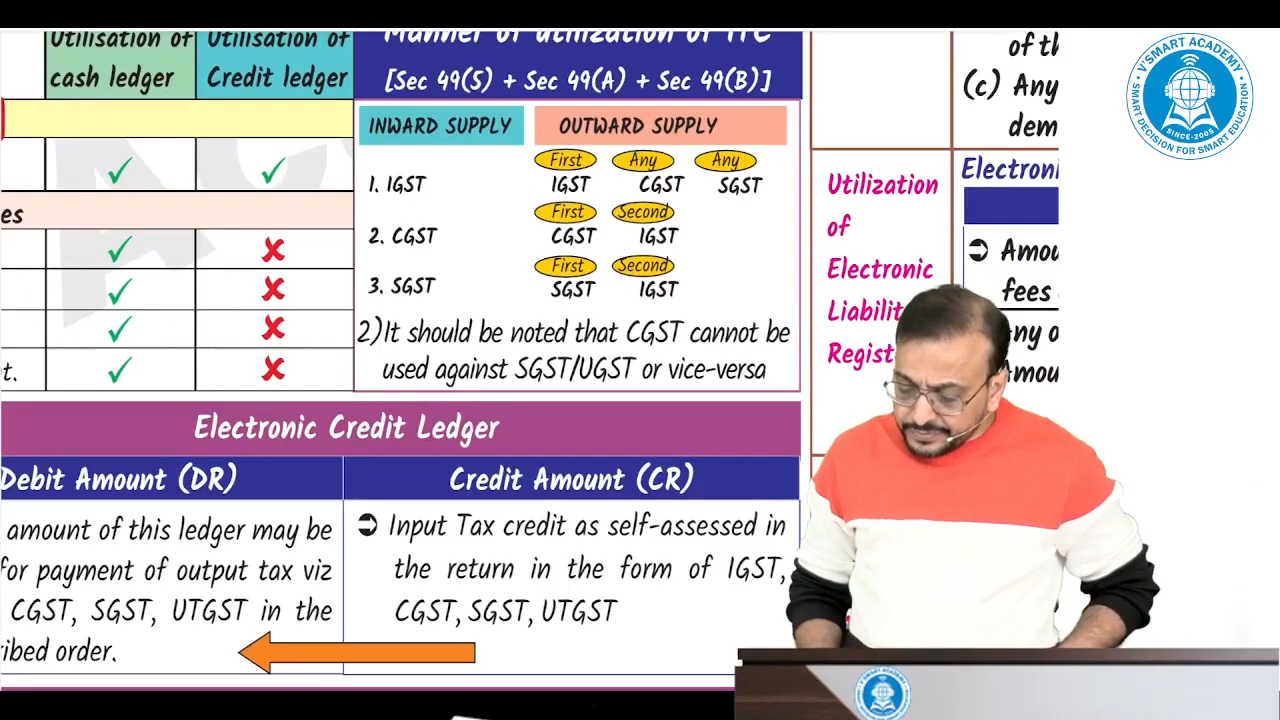 Utilisation of
cash ledger
Utilisation of
Credit ledger
Manner of utilization of ITC
[Sec 49(5) + Sec 49(A) + Sec 49(B)]
INWARD SUPPLY
OUTWARD SUPPLY
First Any Any
1. IGST IGST CGST SGST
First Second
2. CGST CGST IGST
First Second
3. SGST SGST IGST
2)It should be noted that CGST cannot be
used against SGST/UGST or vice-versa
es
t.
Electronic Credit Ledger
Debit Amount (DR)
Credit Amount (CR)
amount of this ledger may be
for payment of output tax viz
CGST, SGST, UTGST in the
ribed order.
Input Tax credit as self-assessed in
the return in the form of IGST,
CGST, SGST, UTGST
Utilization
of
Electronic
Liabilit
Regist
of th
(c) Any
dem
Electroni
Amou
fees
ny o
Amou
V'SMART ACADEMY
SMART DECISION FOR SMART EDUCATION
SINCE-2005